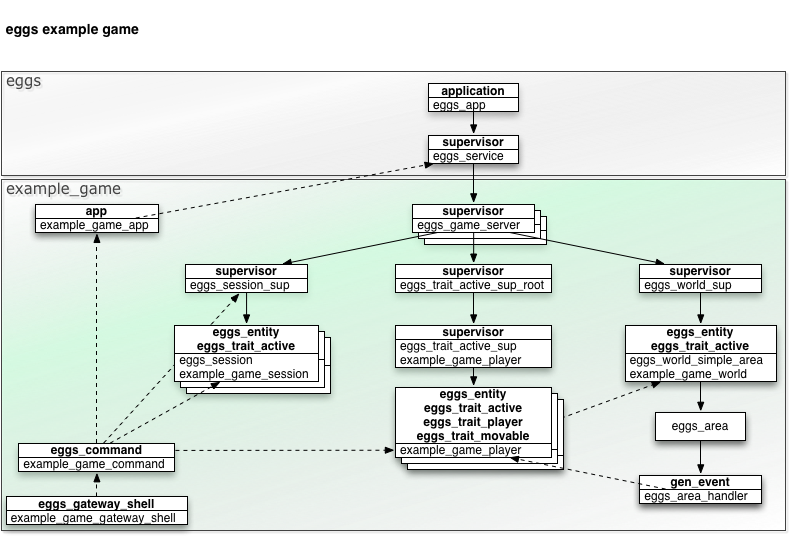 eggs example game
eggs
application
eggs_app
supervisor
eggs_service
example_game
app
example_game_app
supervisor
eggs_game_server
supervisor
eggs_session_sup
supervisor
eggs_trait_active_sup_root
supervisor
eggs_world_sup
eggs_entity
eggs_trait_active
eggs_session
example_game_session
supervisor
eggs_trait_active_sup
example_game_player
eggs_entity
eggs_trait_active
eggs_world_simple_area
example_game_world
eggs_entity
eggs_trait_active
eggs_trait_player
eggs_trait_movable
example_game_player
eggs_area
eggs_command
example_game_command
gen_event
eggs_area_handler
eggs_gateway_shell
example_game_gateway_shell